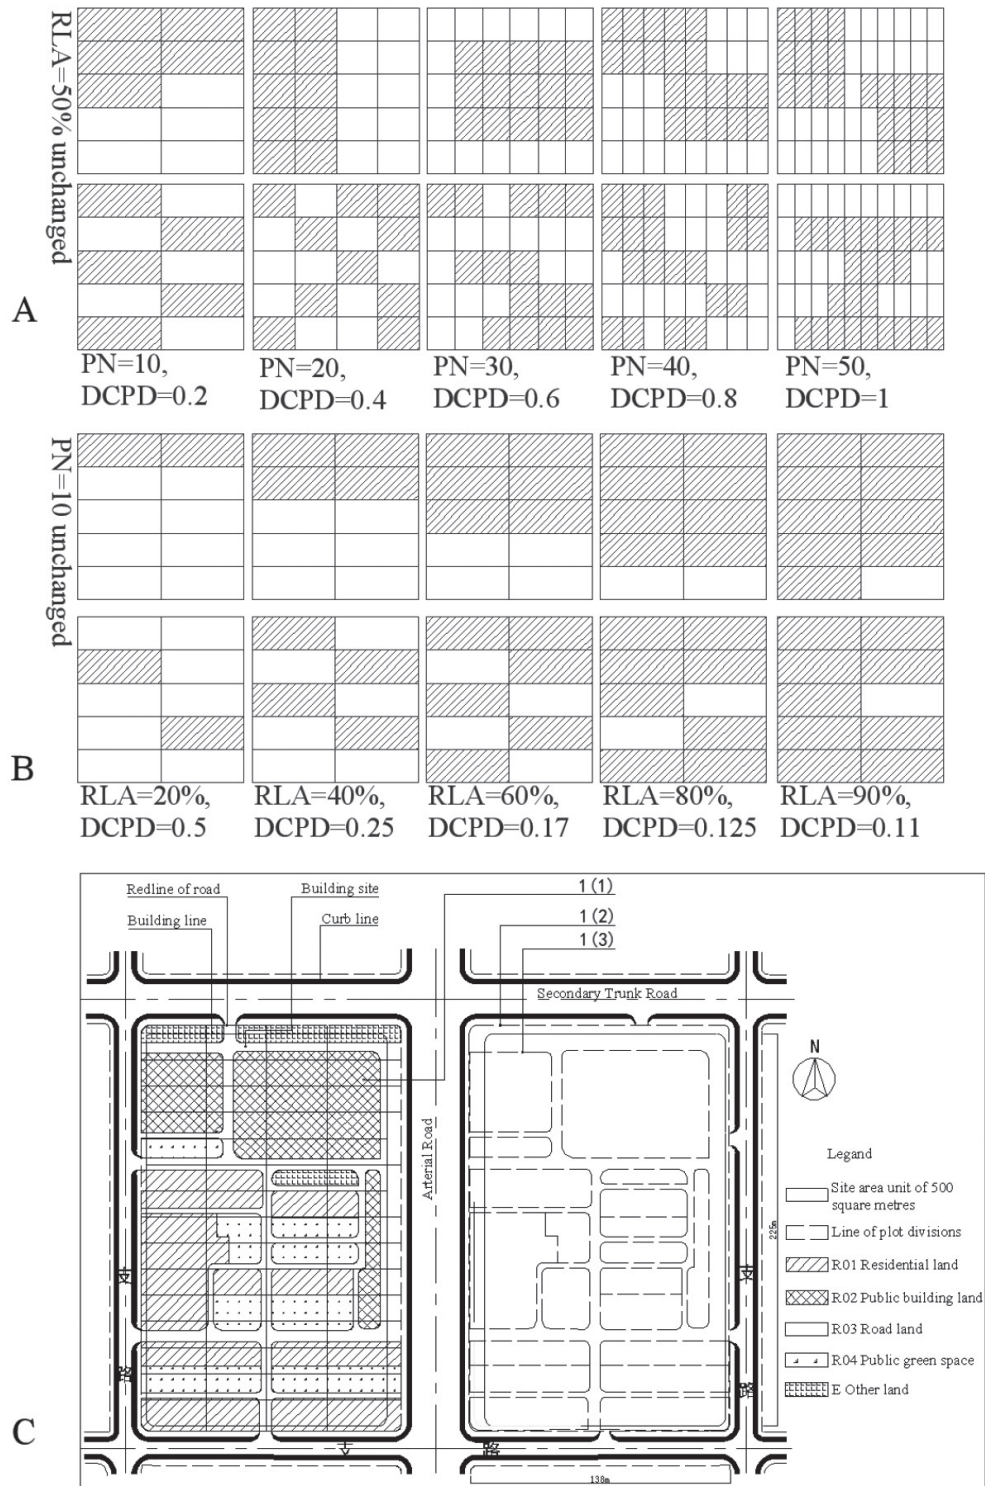 RLA=50% unchanged
A
PN=10,
DCPD=0.2
PN=20,
DCPD=0.4
PN=30,
DCPD=0.6
PN=40,
DCPD=0.8
PN=50,
DCPD=1
PN=10 unchanged
B
RLA=20%,
DCPD=0.5
RLA=40%,
DCPD=0.25
RLA=60%,
DCPD=0.17
RLA=80%,
DCPD=0.125
RLA=90%,
DCPD=0.11
C
Redline of road
Building line
Building site
Curb line
1(1)
1(2)
1(3)
Secondary Trunk Road
Arterial Road
N
Legand
Site area unit of 500
square metres
Line of plot divisions
R01 Residential land
R02 Public building land
R03 Road land
R04 Public green space
E Other land
225m
138m
支
路
支
路
支
路